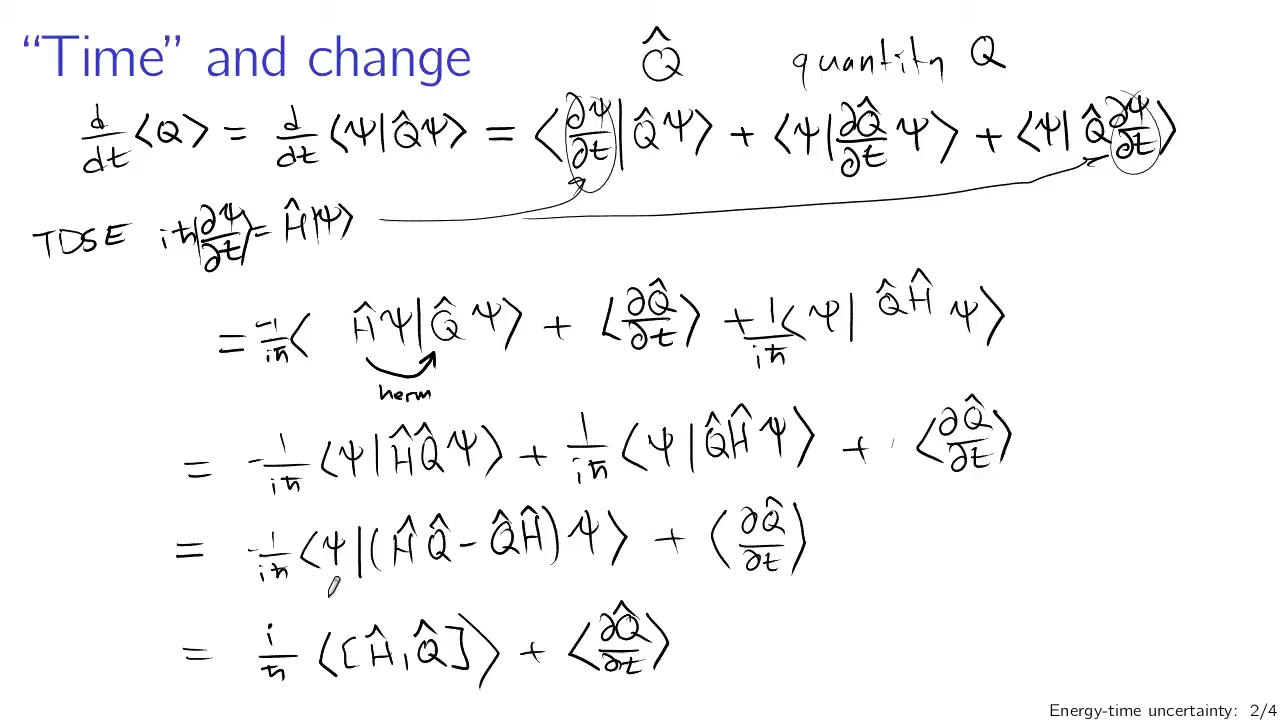 “Time” and change
Q̂ quantity Q
d/dt ⟨Q⟩ = d/dt ⟨Ψ|Q̂Ψ⟩ = ⟨∂Ψ/∂t|Q̂Ψ⟩ + ⟨Ψ|∂Q̂/∂t Ψ⟩ + ⟨Ψ|Q̂ ∂Ψ/∂t⟩
TDSE iħ|∂Ψ/∂t⟩ = Ĥ|Ψ⟩
= -1/iħ ⟨ĤΨ|Q̂Ψ⟩ + ⟨∂Q̂/∂t⟩ + 1/iħ ⟨Ψ|Q̂ĤΨ⟩
herm
= -1/iħ ⟨Ψ|ĤQ̂Ψ⟩ + 1/iħ ⟨Ψ|Q̂ĤΨ⟩ + ⟨∂Q̂/∂t⟩
= -1/iħ ⟨Ψ|(ĤQ̂ - Q̂Ĥ)Ψ⟩ + ⟨∂Q̂/∂t⟩
= i/ħ ⟨[Ĥ,Q̂]⟩ + ⟨∂Q̂/∂t⟩
Energy-time uncertainty: 2/4